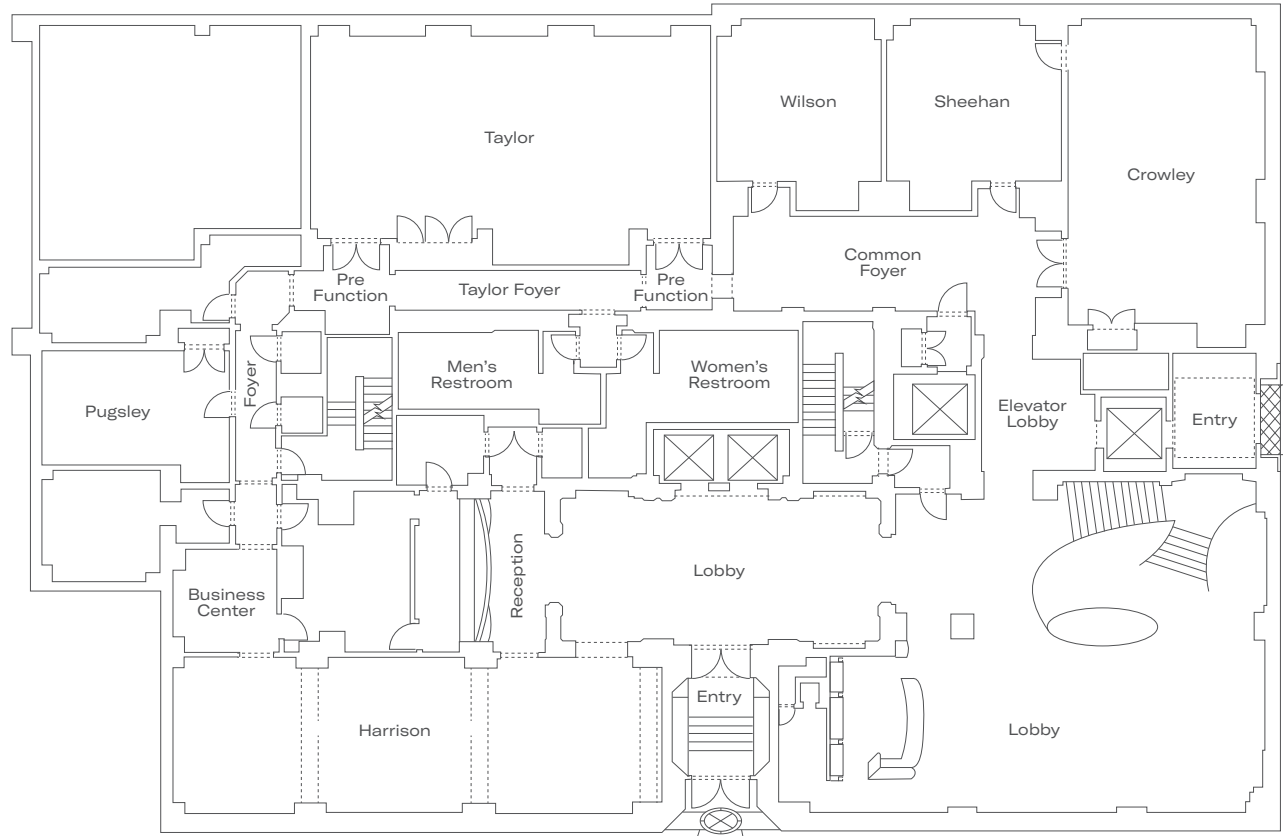 Wilson
Sheehan
Taylor
Crowley
Common
Foyer
Pre
Function
Taylor Foyer
Pre
Function
Foyer
Men's
Restroom
Women's
Restroom
Pugsley
Elevator
Lobby
Entry
Reception
Lobby
Business
Center
Entry
Harrison
Lobby